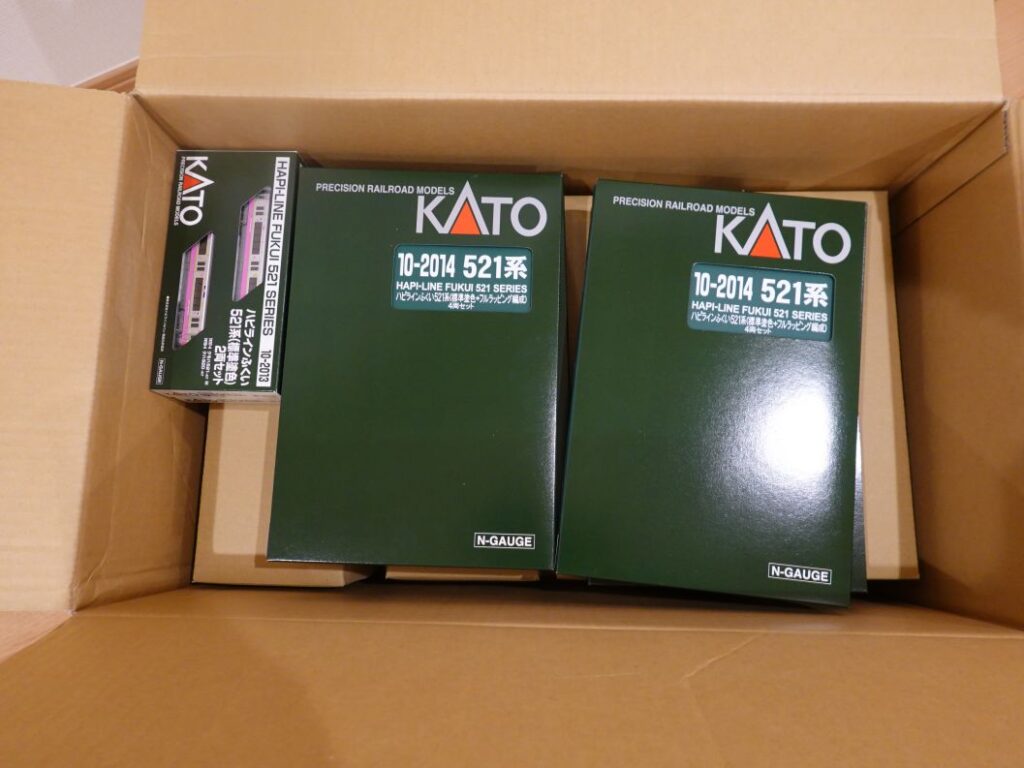 KATO
PRECISION RAILROAD MODELS
HAPI-LINE FUKUI 521 SERIES 10-2013
ハピラインふくい
521系(標準塗色)
2両セット
N-GAUGE
PRECISION RAILROAD MODELS
KATO
10-2014 521系
HAPI-LINE FUKUI 521 SERIES
ハピラインふくい521系(標準塗色+フルラッピング編成)
4両セット
N-GAUGE
PRECISION RAILROAD MODELS
KATO
10-2014 521系
HAPI-LINE FUKUI 521 SERIES
ハピラインふくい521系(標準塗色+フルラッピング編成)
4両セット
N-GAUGE